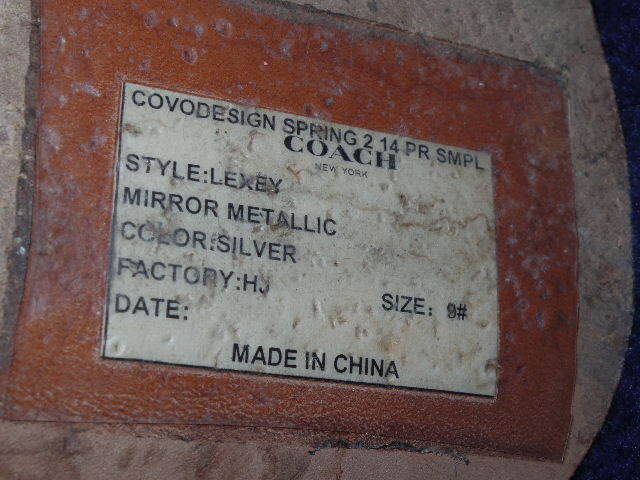 COVODESIGN SPRING 2 14 PR SMPL
COACH
NEW YORK
STYLE:LEXEY
MIRROR METALLIC
COLOR:SILVER
FACTORY:HJ
SIZE: 9#
DATE:
MADE IN CHINA